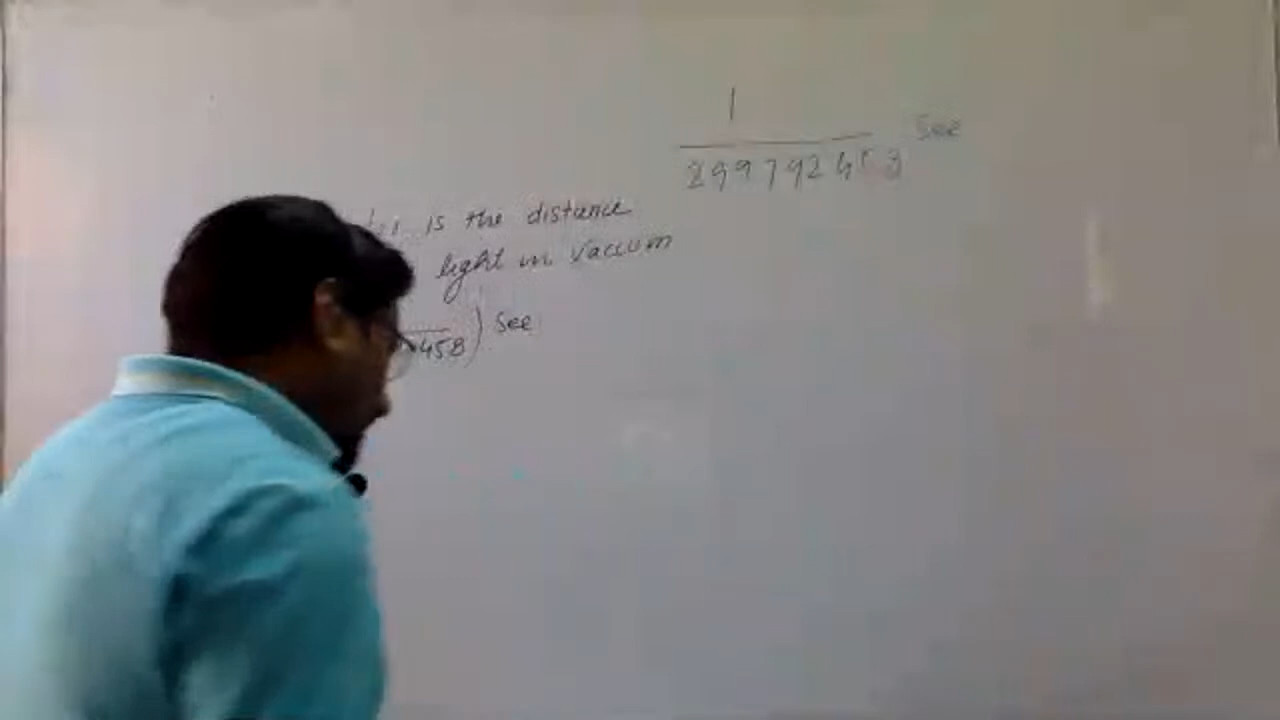 1
299792458 sec
is the distance
light in vaccum
458) sec